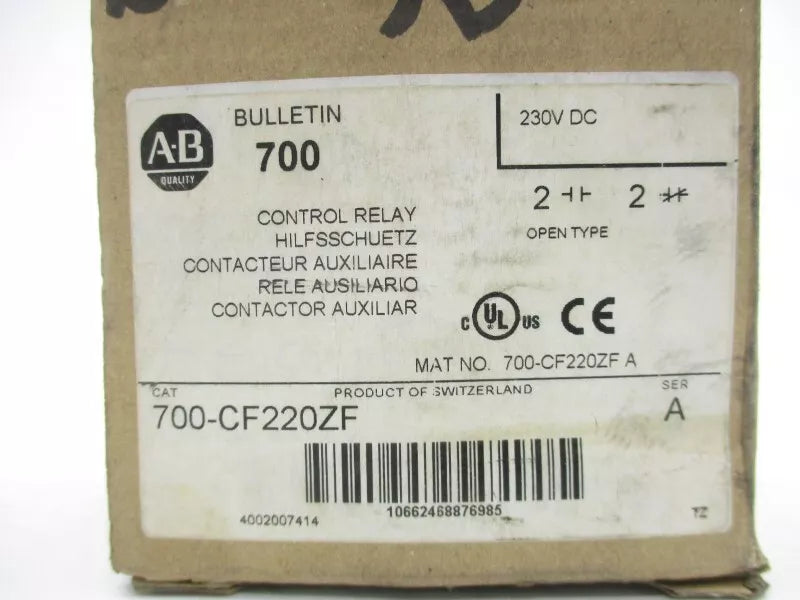 A-B
QUALITY
BULLETIN
700
230V DC
2 2
OPEN TYPE
CONTROL RELAY
HILFSSCHUETZ
CONTACTEUR AUXILIAIRE
RELE AUSILIARIO
CONTACTOR AUXILIAR
C UL US CE
MAT NO. 700-CF220ZF A
CAT
PRODUCT OF SWITZERLAND
SER
700-CF220ZF
A
10662468876985
4002007414
TZ